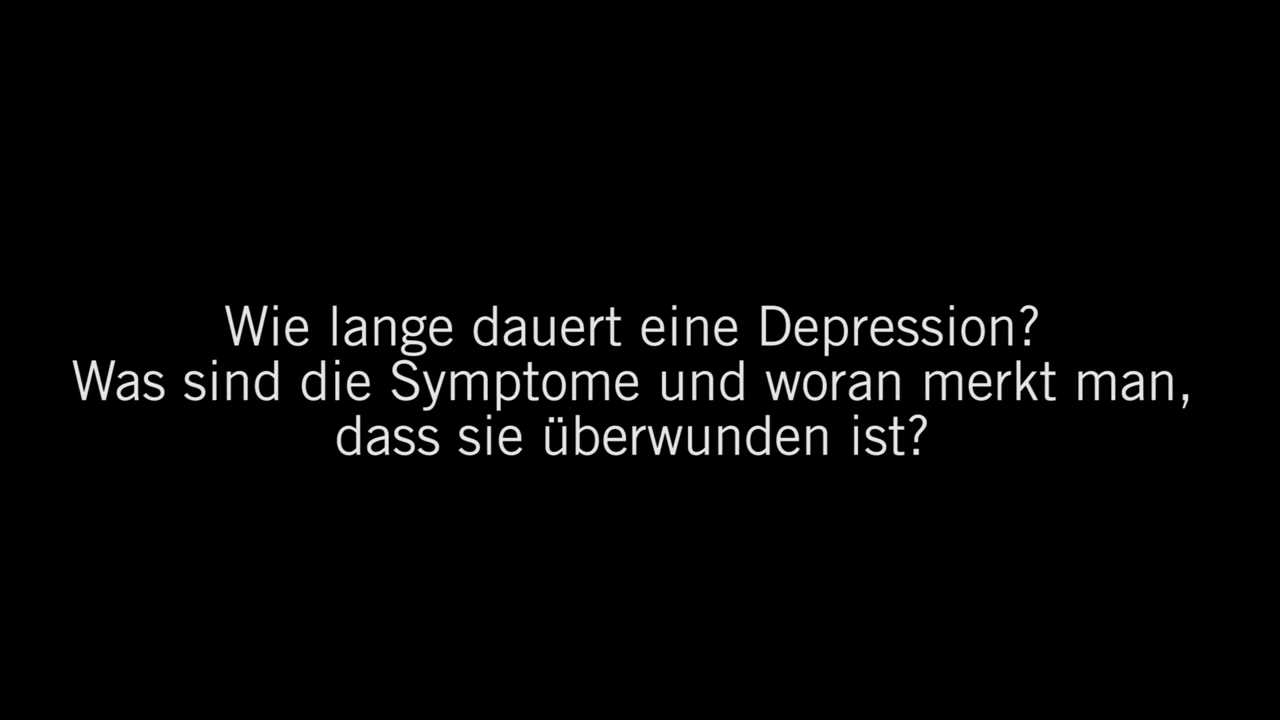 Wie lange dauert eine Depression?
Was sind die Symptome und woran merkt man,
dass sie überwunden ist?